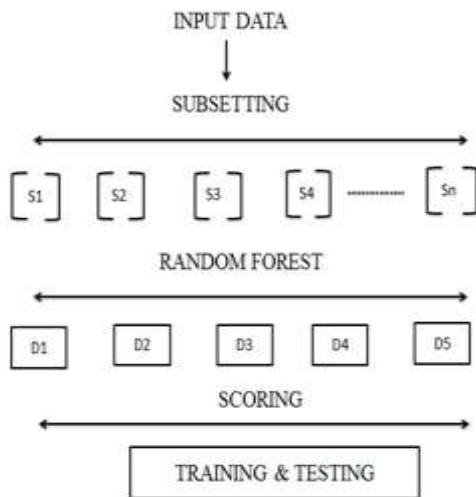 INPUT DATA
SUBSETTING
S1 S2 S3 S4 Sn
RANDOM FOREST
D1 D2 D3 D4 D5
SCORING
TRAINING & TESTING